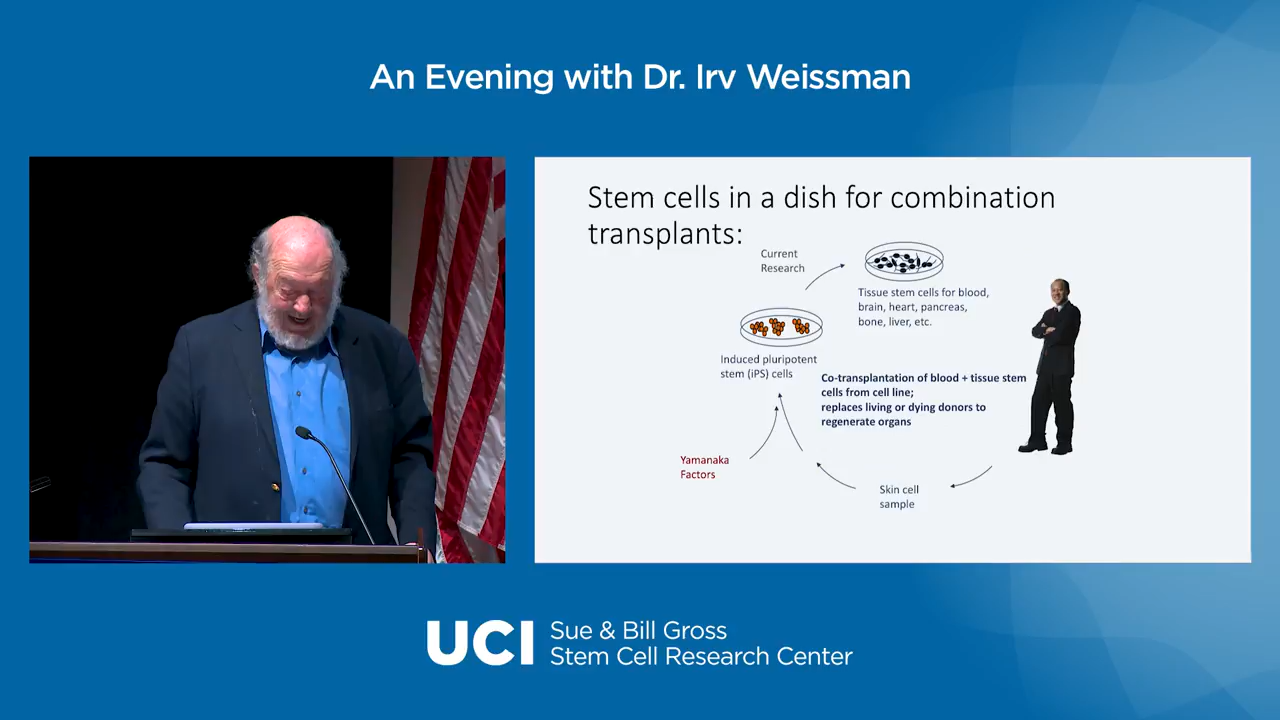 An Evening with Dr. Irv Weissman
Stem cells in a dish for combination
transplants:
Current
Research
Tissue stem cells for blood,
brain, heart, pancreas,
bone, liver, etc.
Induced pluripotent
stem (iPS) cells
Co-transplantation of blood + tissue stem
cells from cell line;
replaces living or dying donors to
regenerate organs
Yamanaka
Factors
Skin cell
sample
UCI
Sue & Bill Gross
Stem Cell Research Center